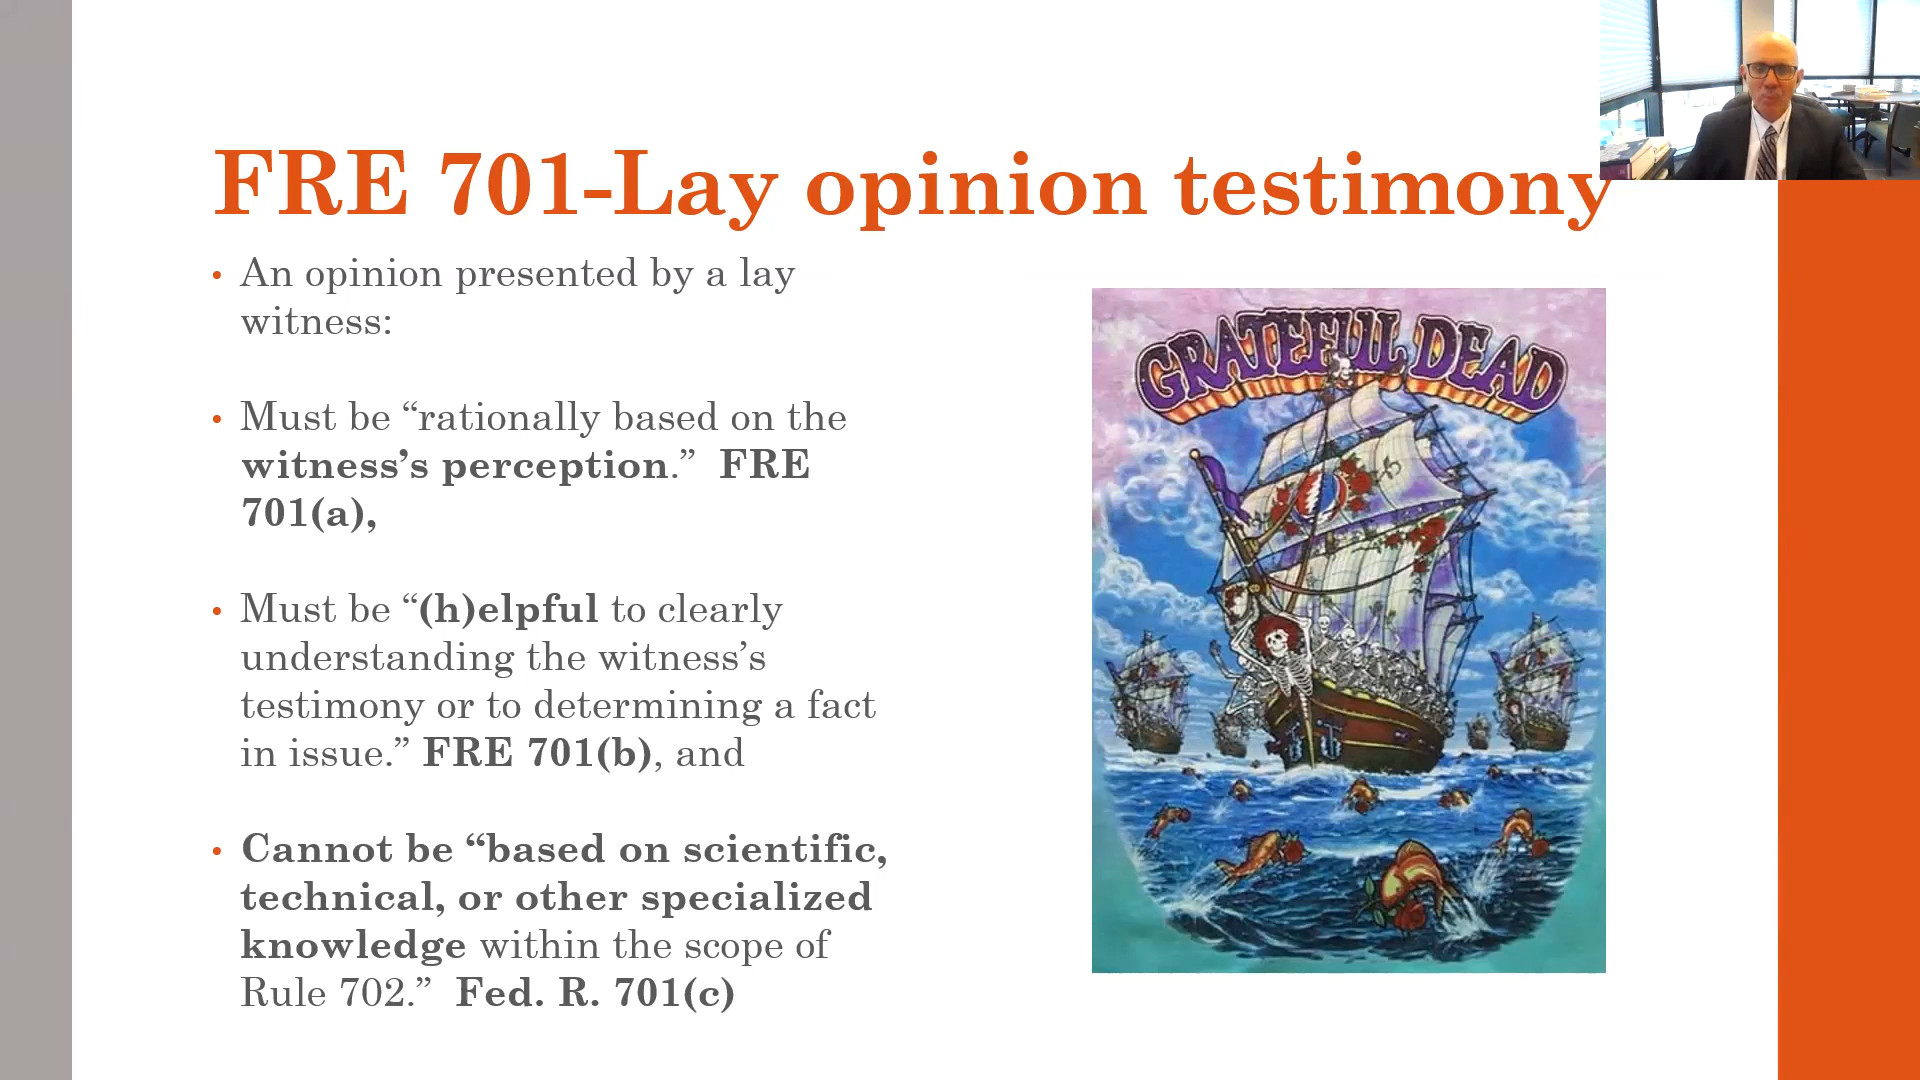 FRE 701-Lay opinion testimony
• An opinion presented by a lay
witness:
• Must be “rationally based on the
witness’s perception.”  FRE
701(a),
• Must be “(h)elpful to clearly
understanding the witness’s
testimony or to determining a fact
in issue.” FRE 701(b), and
• Cannot be “based on scientific,
technical, or other specialized
knowledge within the scope of
Rule 702.”  Fed. R. 701(c)
GRATEFUL DEAD